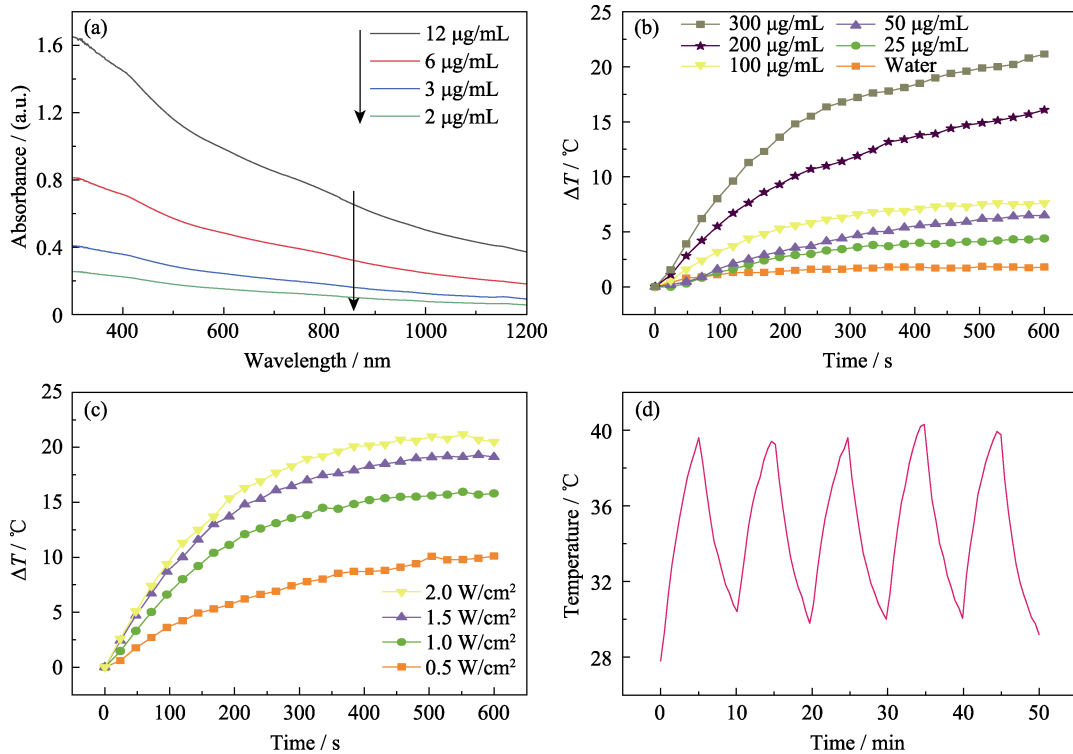 (a)
12 μg/mL
6 μg/mL
3 μg/mL
2 μg/mL
1.6
1.2
0.8
0.4
0
400
600
800
1000
1200
Absorbance / (a.u.)
Wavelength / nm
(b)
300 μg/mL
200 μg/mL
100 μg/mL
50 μg/mL
25 μg/mL
Water
25
20
15
10
5
0
0
100
200
300
400
500
600
ΔT / ℃
Time / s
(c)
2.0 W/cm²
1.5 W/cm²
1.0 W/cm²
0.5 W/cm²
25
20
15
10
5
0
0
100
200
300
400
500
600
ΔT / ℃
Time / s
(d)
40
36
32
28
0
10
20
30
40
50
Temperature / ℃
Time / min